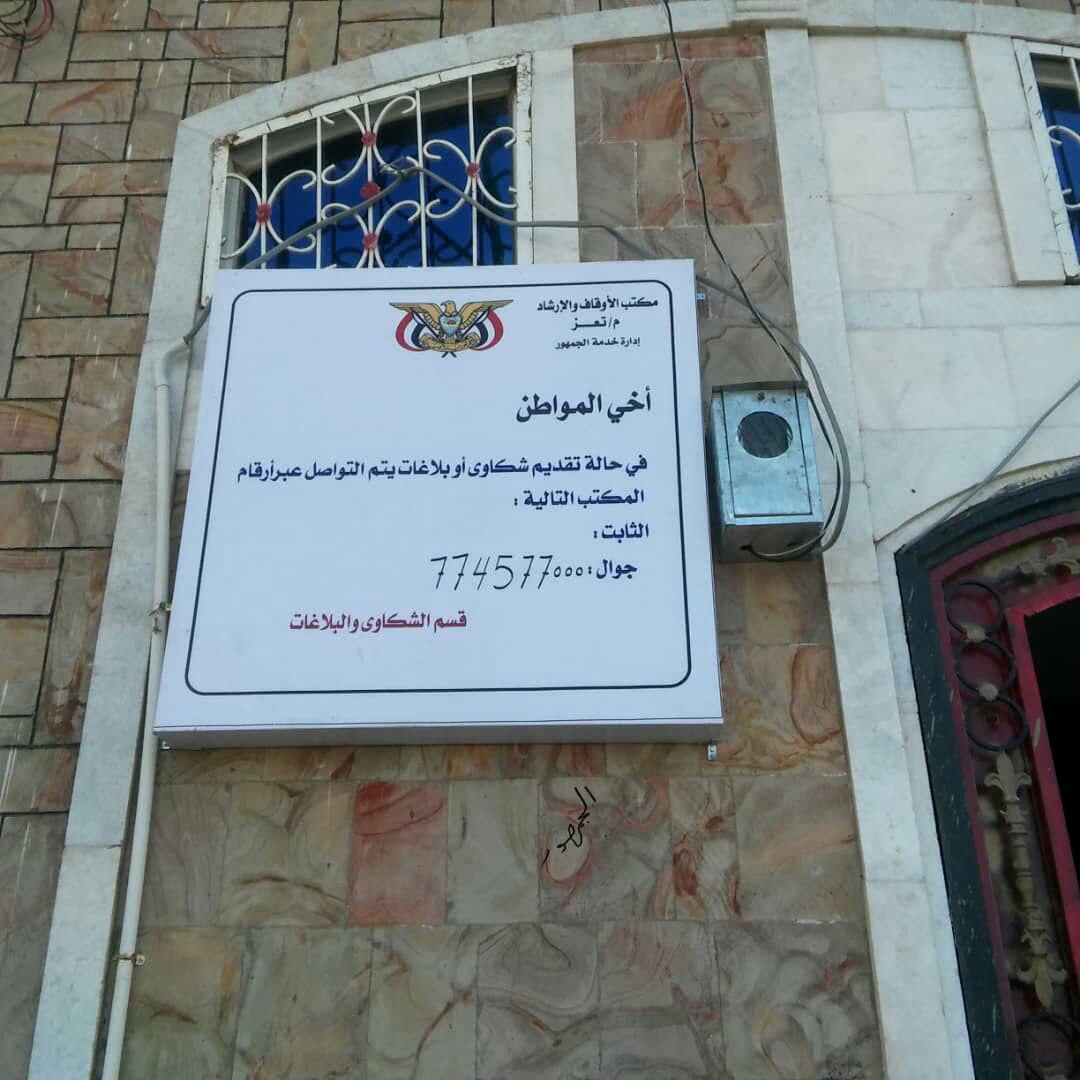 مكتب الأوقاف والإرشاد
م/تعـــز
إدارة خدمة الجمهور
أخي المواطن
في حالة تقديم شكاوى أو بلاغات يتم التواصل عبر أرقام
المكتب التالية :
الثابت :
جوال : 774577000
قسم الشكاوى والبلاغات